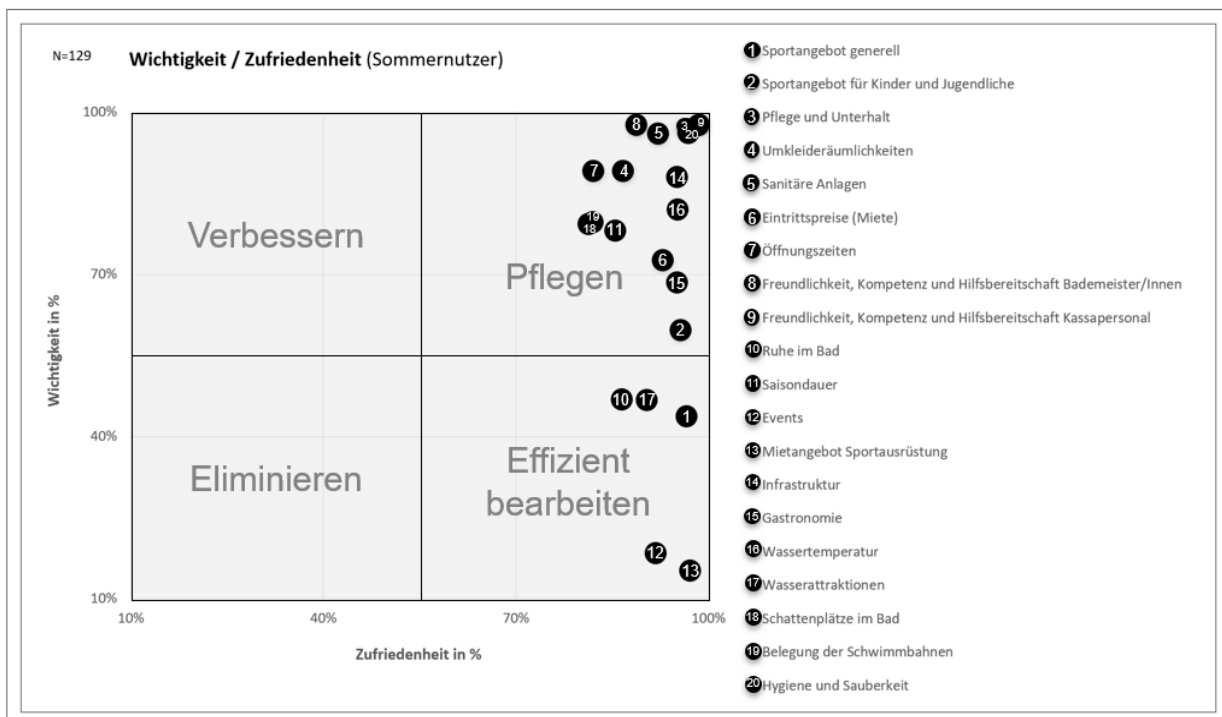 N=129
Wichtigkeit / Zufriedenheit (Sommernutzer)
100%
70%
40%
10%
Wichtigkeit in %
10%
40%
70%
100%
Zufriedenheit in %
Verbessern
Pflegen
Eliminieren
Effizient
bearbeiten
8
5
3
9
20
7
4
14
16
19
18
11
6
15
2
10
17
1
12
13
1 Sportangebot generell
2 Sportangebot für Kinder und Jugendliche
3 Pflege und Unterhalt
4 Umkleideräumlichkeiten
5 Sanitäre Anlagen
6 Eintrittspreise (Miete)
7 Öffnungszeiten
8 Freundlichkeit, Kompetenz und Hilfsbereitschaft Bademeister/Innen
9 Freundlichkeit, Kompetenz und Hilfsbereitschaft Kassapersonal
10 Ruhe im Bad
11 Saisondauer
12 Events
13 Mietangebot Sportausrüstung
14 Infrastruktur
15 Gastronomie
16 Wassertemperatur
17 Wasserattraktionen
18 Schattenplätze im Bad
19 Belegung der Schwimmbahnen
20 Hygiene und Sauberkeit